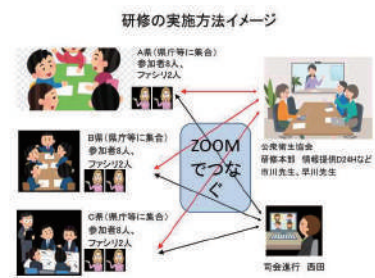 研修の実施方法イメージ
A県（県庁等に集合）
参加者8人、
ファシリ2人
B県（県庁等に集合）
参加者8人、
ファシリ2人
C県（県庁等に集合）
参加者8人、
ファシリ2人
ZOOM
でつな
ぐ
公衆衛生協会
研修本部　情報提供D24Hなど
市川先生、早川先生
司会進行　西田